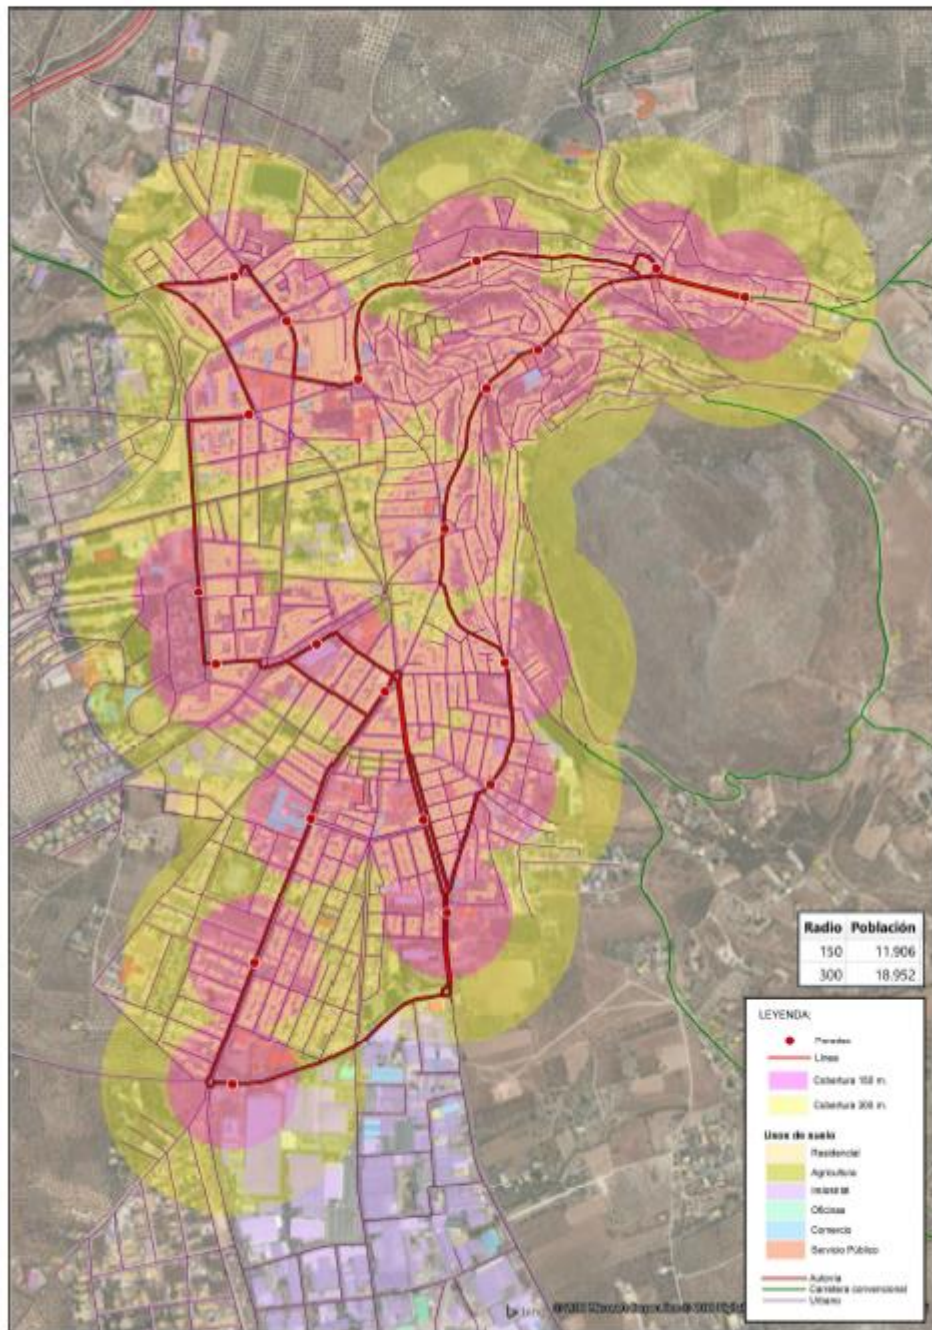 Radio Población
150 11.906
300 18.952
LEYENDA:
Paradas
Línea
Cobertura 150 m.
Cobertura 300 m.
Usos de suelo
Residencial
Agricultura
Industrial
Oficinas
Comercio
Servicio Público
Autovía
Carretera convencional
Urbano